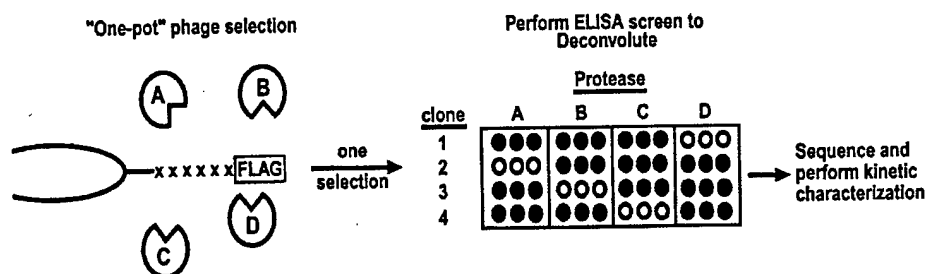 "One-pot" phage selection
A
B
x x x x x x FLAG
C
D
one
selection
Perform ELISA screen to
Deconvolute
Protease
clone A B C D
1
2
3
4
Sequence and
perform kinetic
characterization